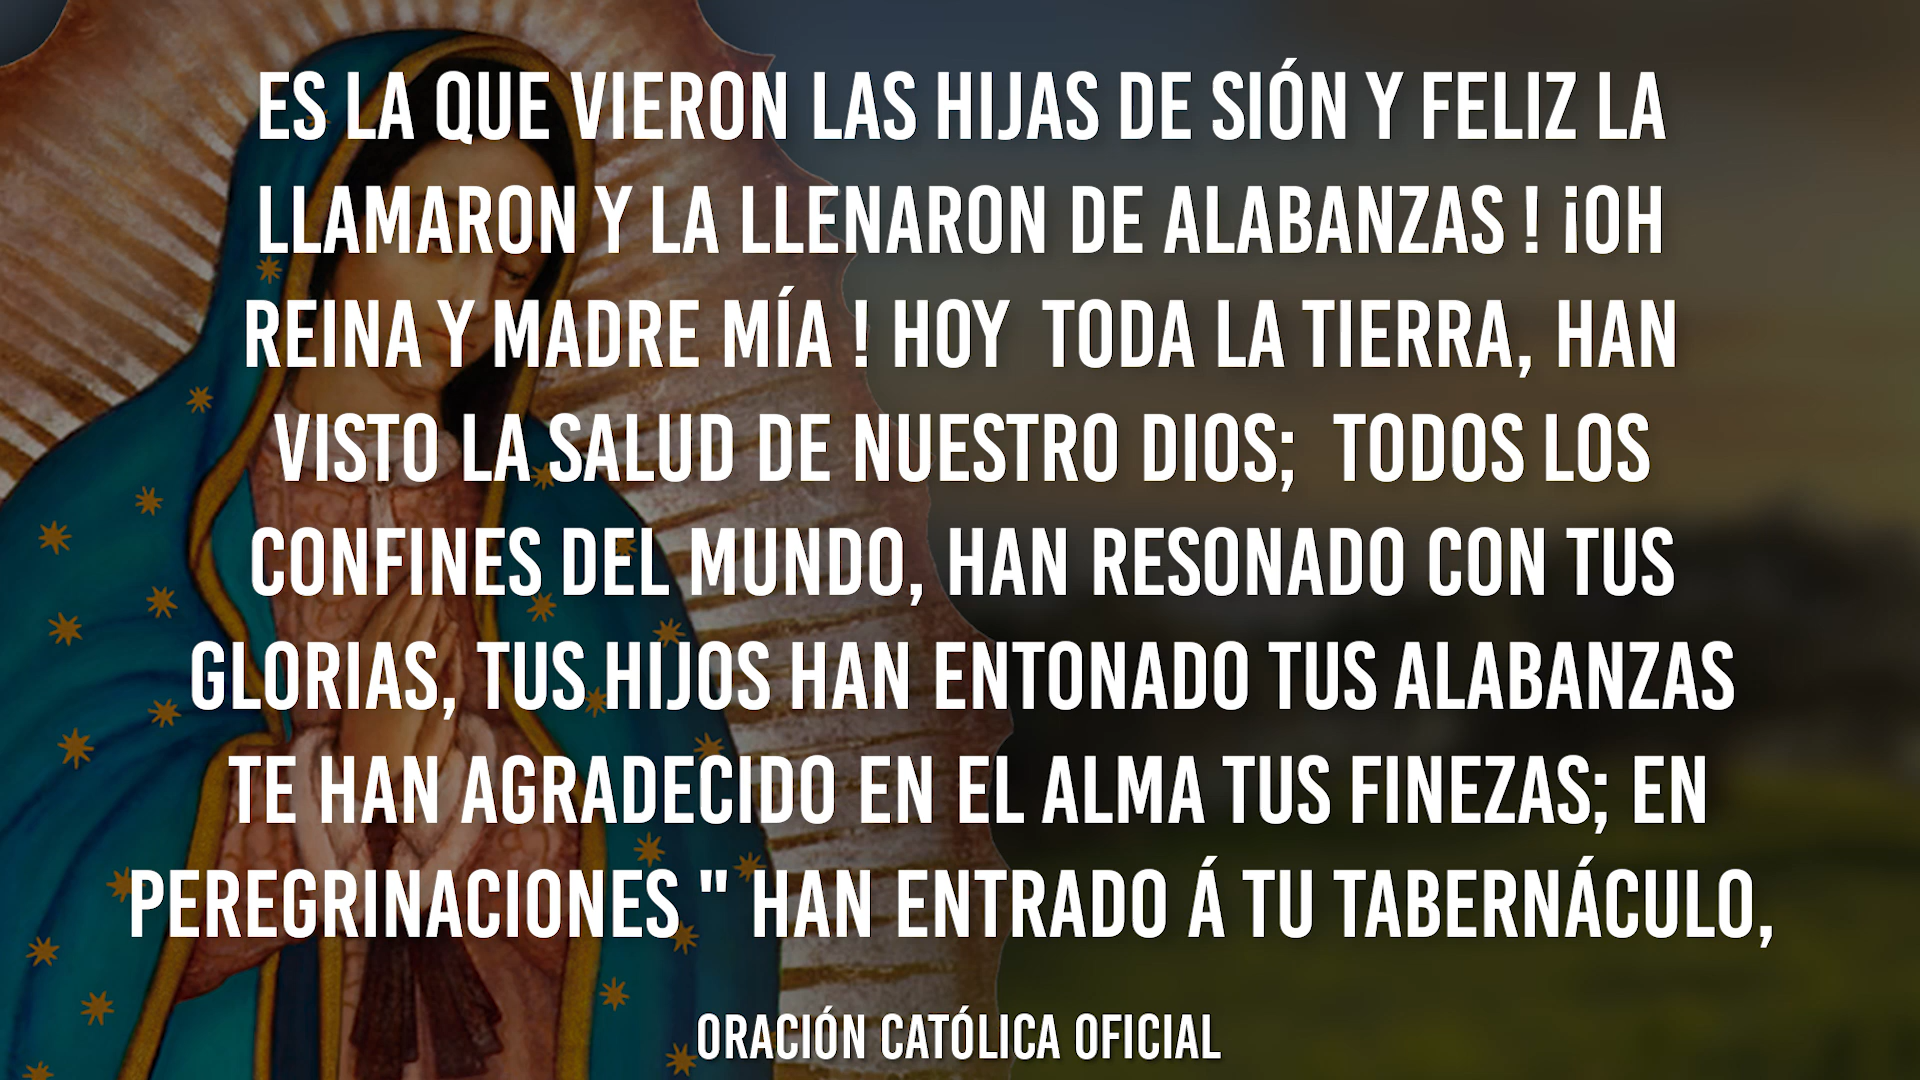 ES LA QUE VIERON LAS HIJAS DE SIÓN Y FELIZ LA
LLAMARON Y LA LLENARON DE ALABANZAS ! ¡OH
REINA Y MADRE MÍA ! HOY  TODA LA TIERRA, HAN
VISTO LA SALUD DE NUESTRO DIOS;  TODOS LOS
CONFINES DEL MUNDO, HAN RESONADO CON TUS
GLORIAS, TUS HIJOS HAN ENTONADO TUS ALABANZAS
TE HAN AGRADECIDO EN EL ALMA TUS FINEZAS; EN
PEREGRINACIONES " HAN ENTRADO Á TU TABERNÁCULO,
ORACIÓN CATÓLICA OFICIAL